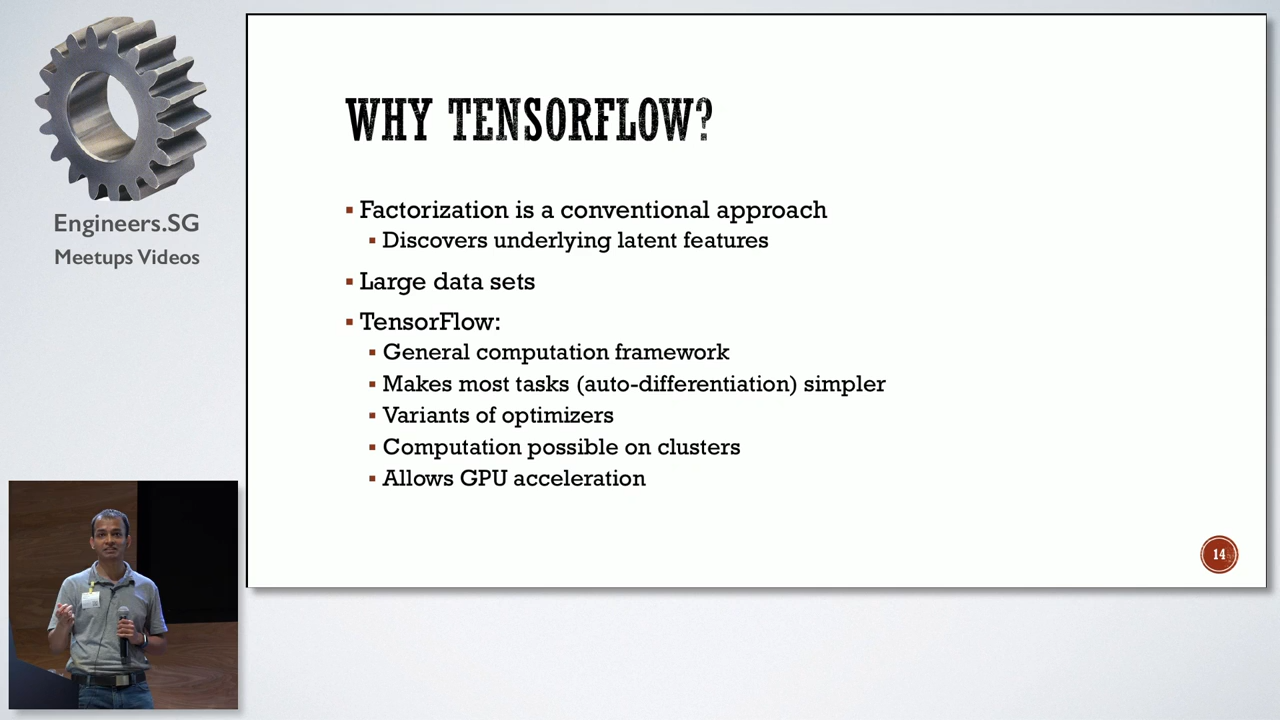 Engineers.SG
Meetups Videos
WHY TENSORFLOW?
▪ Factorization is a conventional approach
▪ Discovers underlying latent features
▪ Large data sets
▪ TensorFlow:
▪ General computation framework
▪ Makes most tasks (auto-differentiation) simpler
▪ Variants of optimizers
▪ Computation possible on clusters
▪ Allows GPU acceleration
14